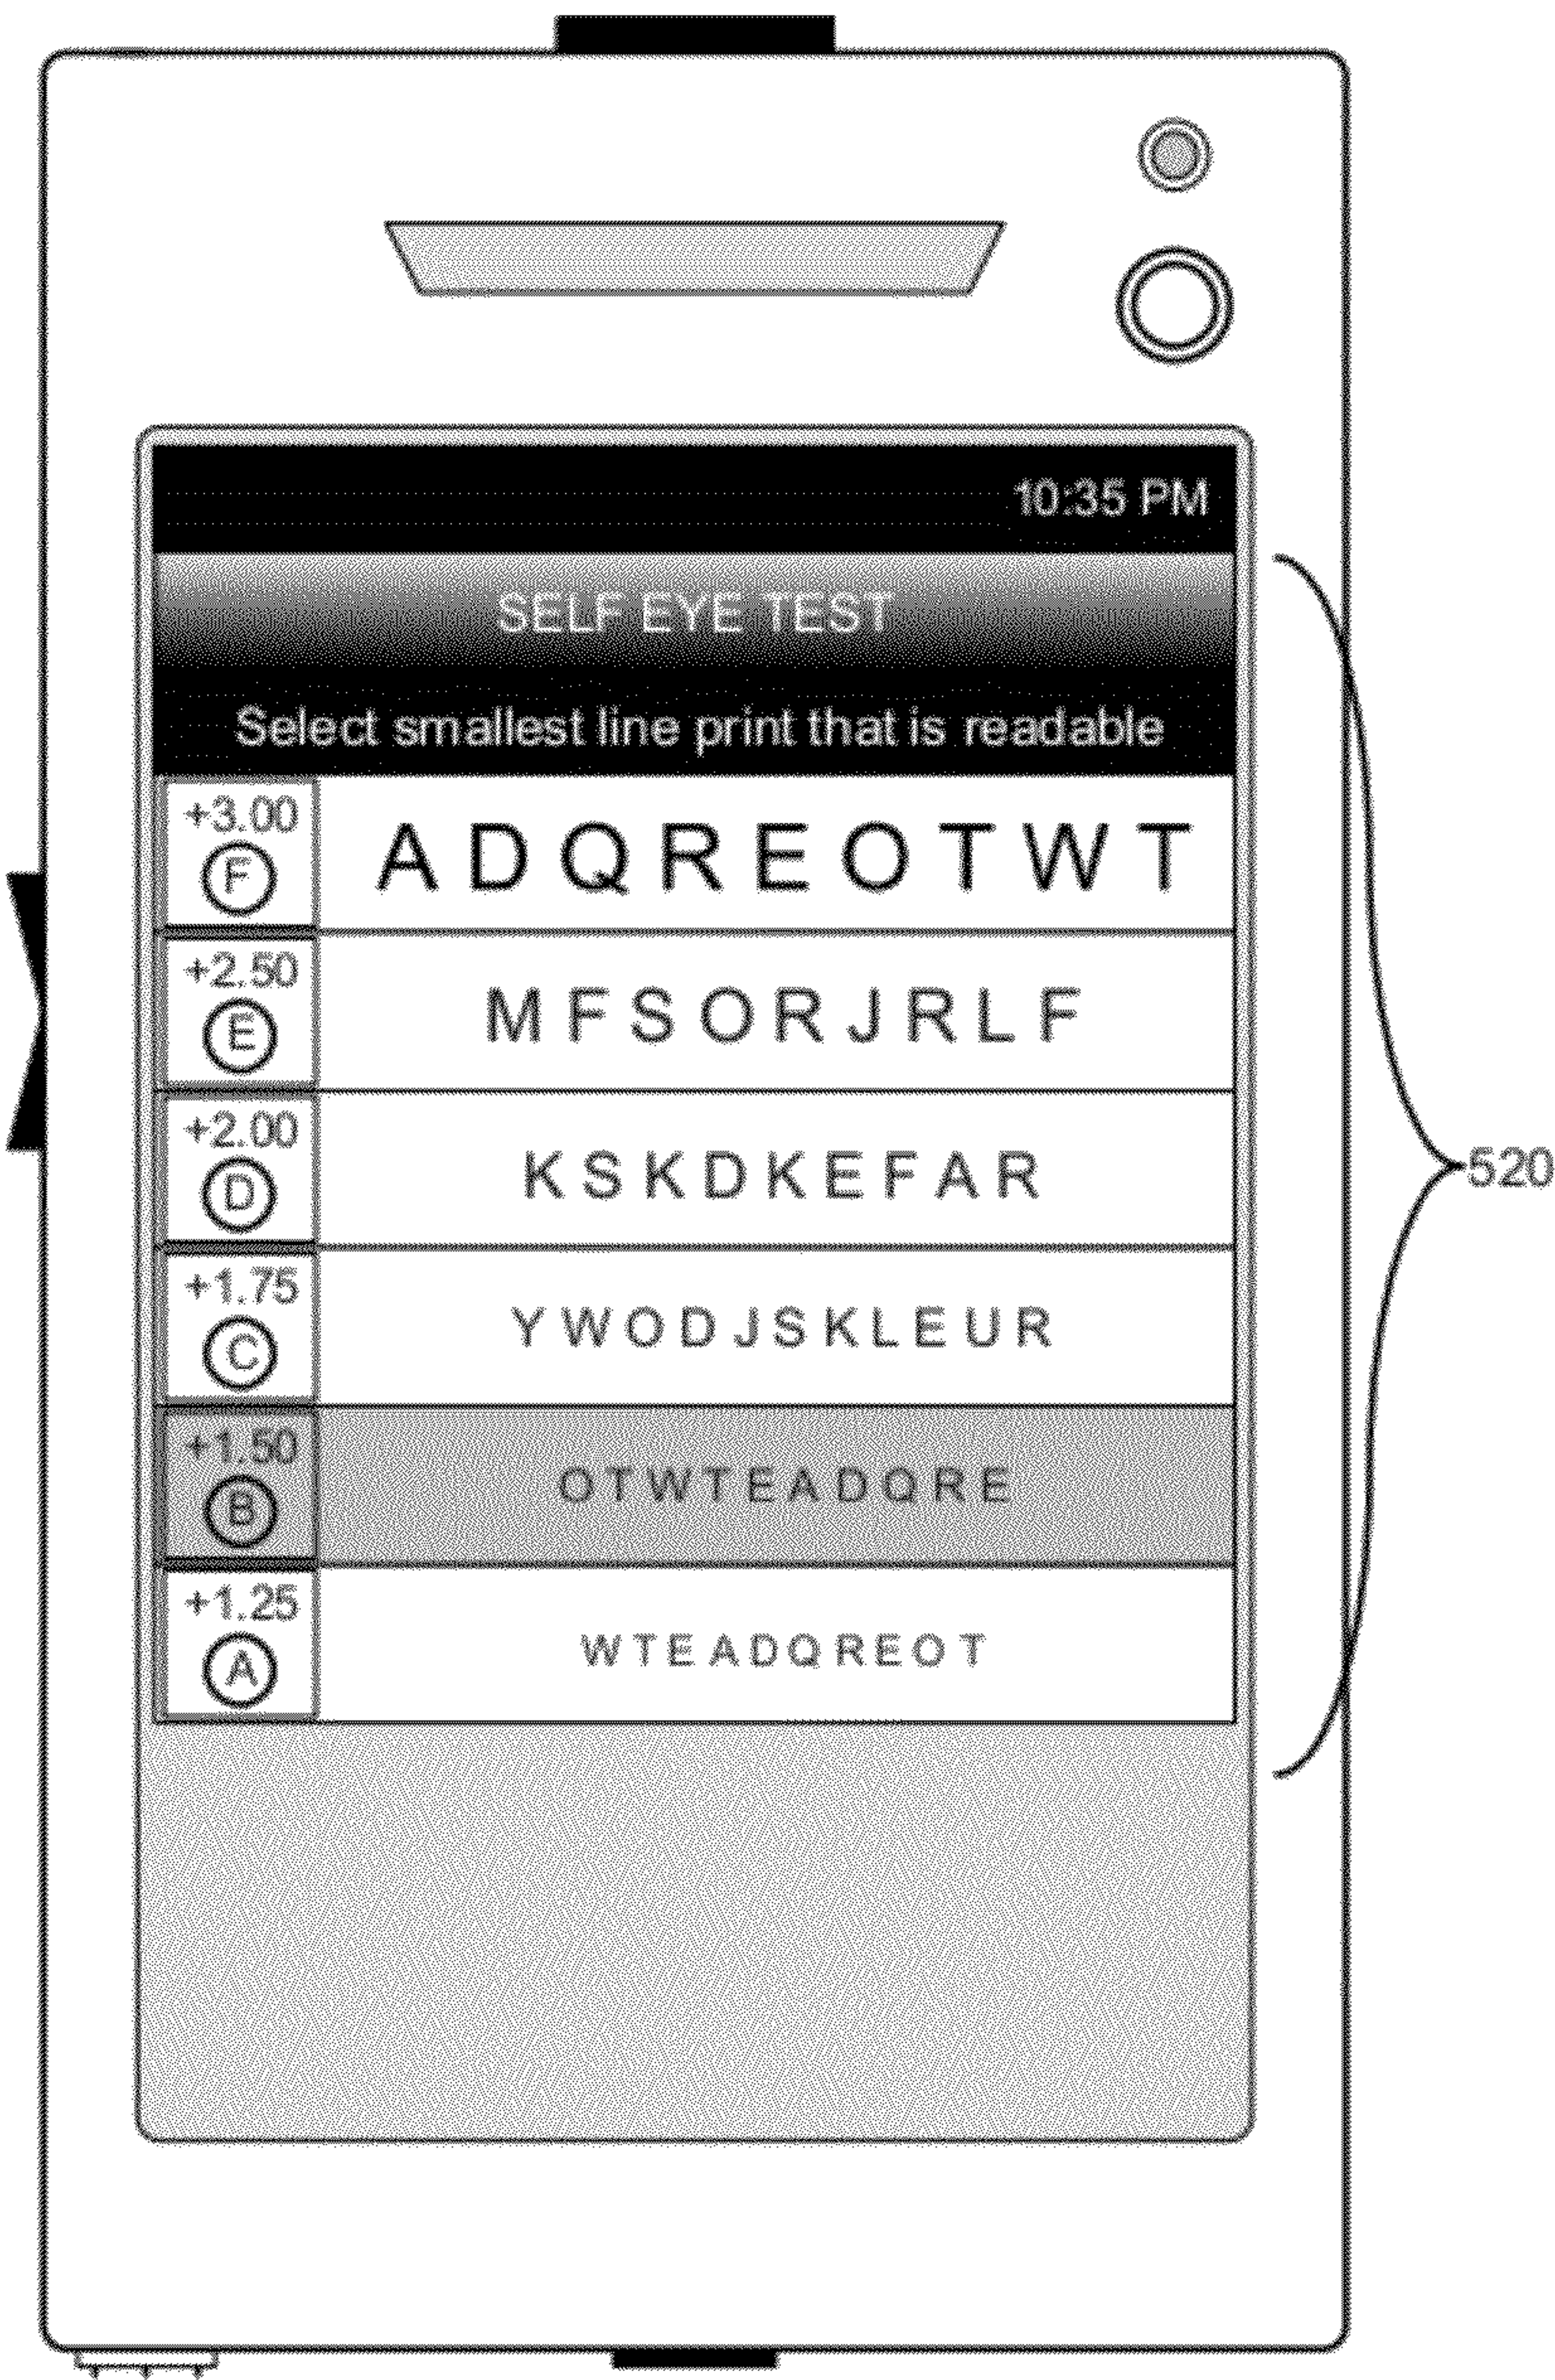 10:35 PM
SELF EYE TEST
Select smallest line print that is readable
+3.00
F
A D Q R E O T W T
+2.50
E
M F S O R J R L F
+2.00
D
K S K D K E F A R
+1.75
C
Y W O D J S K L E U R
+1.50
B
O T W T E A D Q R E
+1.25
A
W T E A D Q R E O T
520